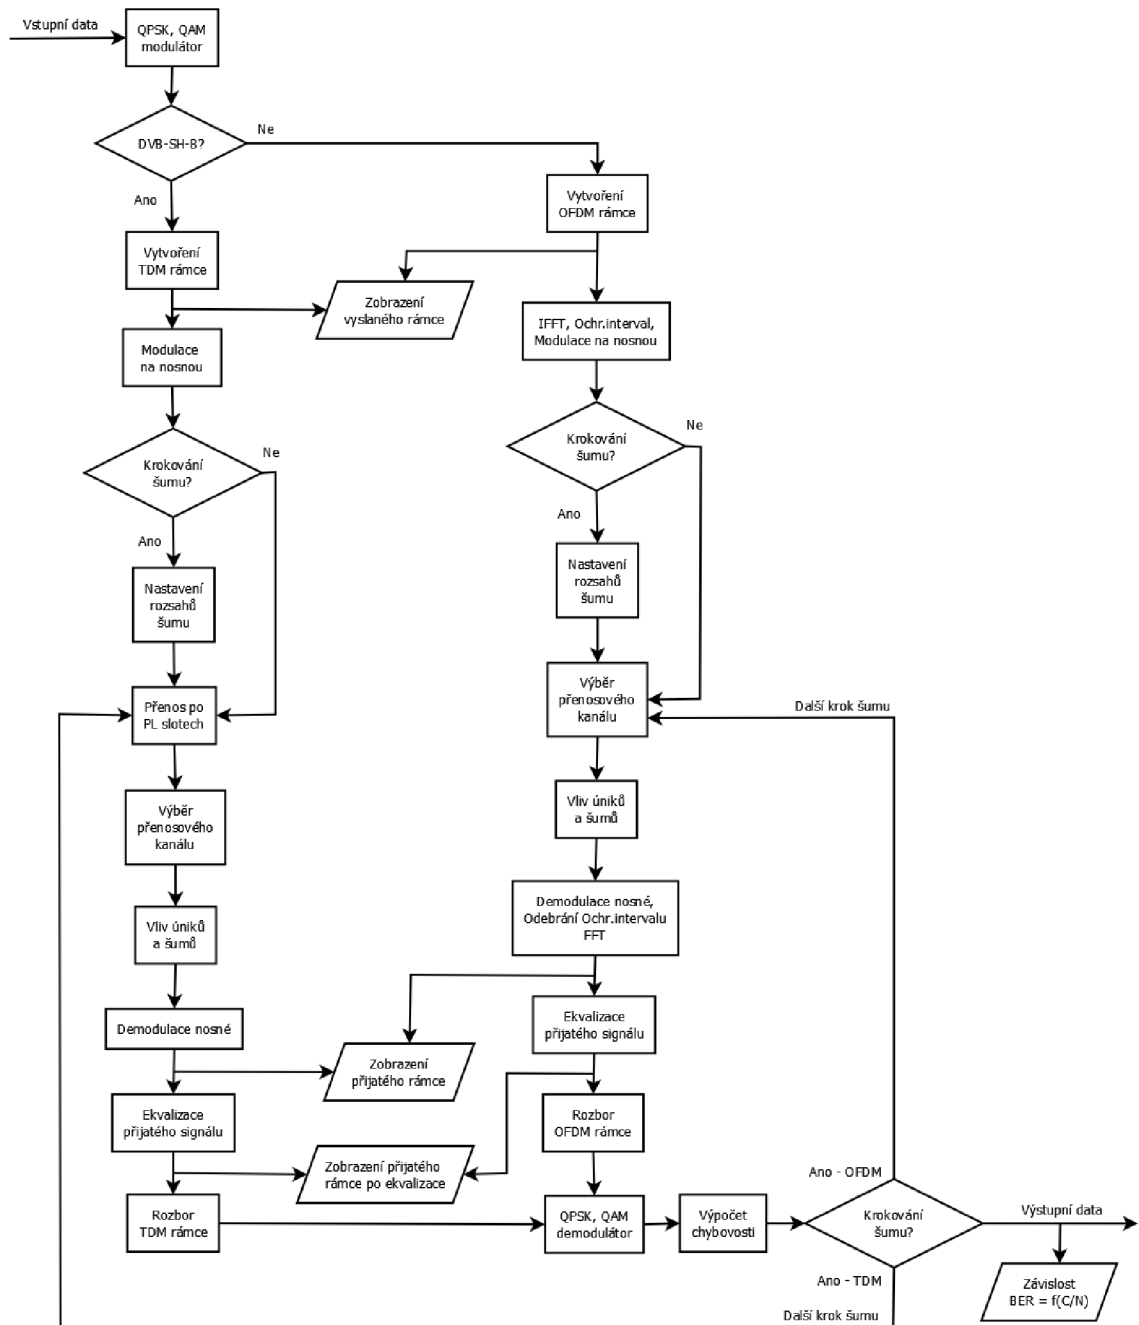 Vstupní data
QPSK, QAM
modulátor
DVB-SH-B?
Ne
Ano
Vytvoření
OFDM rámce
Vytvoření
TDM rámce
Zobrazení
vyslaného rámce
IFFT, Ochr.interval,
Modulace na nosnou
Modulace
na nosnou
Krokování
šumu?
Ne
Krokování
šumu?
Ne
Ano
Ano
Nastavení
rozsahů
šumu
Nastavení
rozsahů
šumu
Výběr
přenosového
kanálu
Přenos po
PL slotech
Další krok šumu
Vliv úniků
a šumů
Výběr
přenosového
kanálu
Demodulace nosné,
Odebrání Ochr.intervalu
FFT
Vliv úniků
a šumů
Demodulace nosné
Ekvalizace
přijatého signálu
Zobrazení
přijatého rámce
Ekvalizace
přijatého signálu
Rozbor
OFDM rámce
Zobrazení přijatého
rámce po ekvalizace
Ano - OFDM
Rozbor
TDM rámce
QPSK, QAM
demodulátor
Výpočet
chybovosti
Krokování
šumu?
Výstupní data
Ano - TDM
Závislost
BER = f(C/N)
Další krok šumu